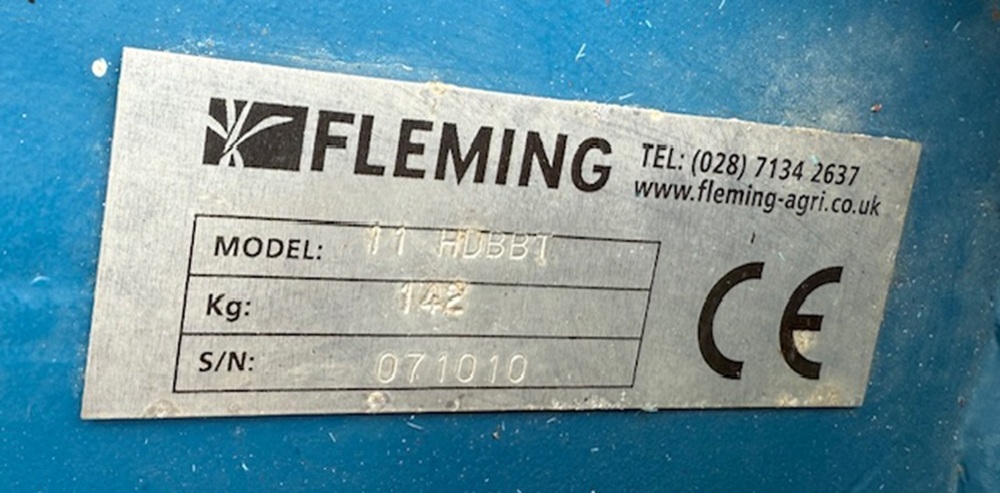 FLEMING
TEL: (028) 7134 2637
www.fleming-agri.co.uk
MODEL: 11 HDBBT
Kg: 142
S/N: 071010
CE